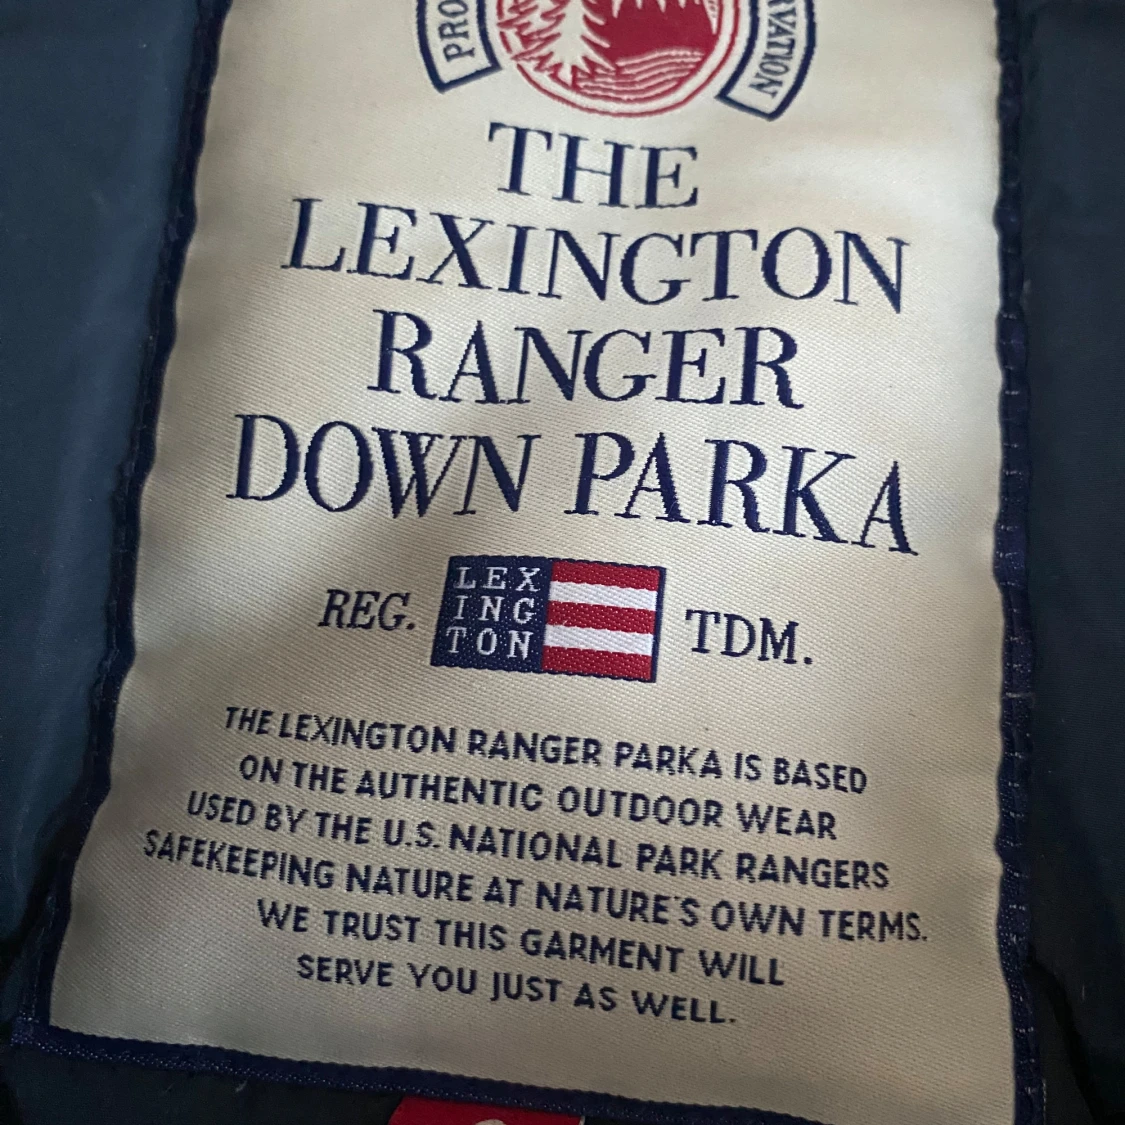 THE
LEXINGTON
RANGER
DOWN PARKA
REG.
LEX
ING
TON
TDM.
THE LEXINGTON RANGER PARKA IS BASED
ON THE AUTHENTIC OUTDOOR WEAR
USED BY THE U.S. NATIONAL PARK RANGERS
SAFEKEEPING NATURE AT NATURE'S OWN TERMS.
WE TRUST THIS GARMENT WILL
SERVE YOU JUST AS WELL.